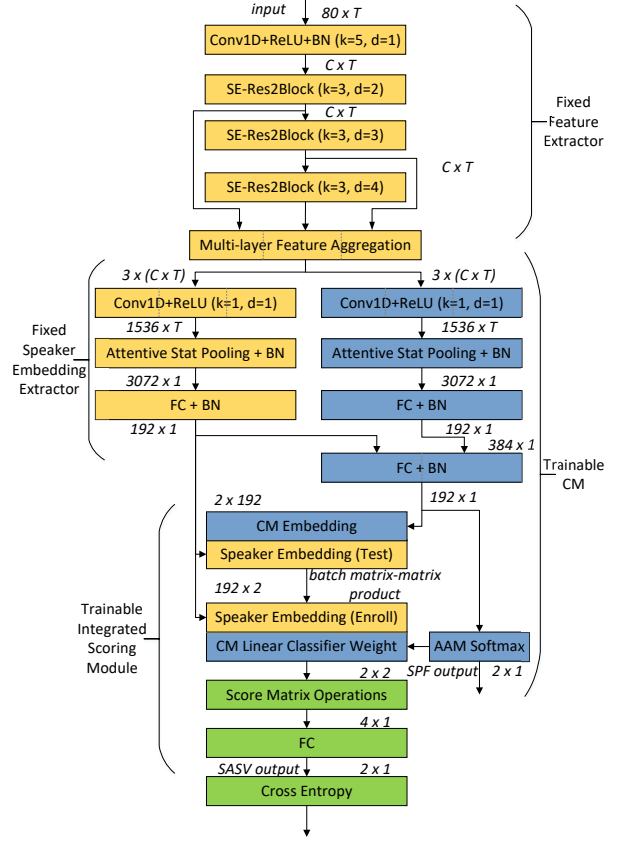 input
80 x T
Conv1D+ReLU+BN (k=5, d=1)
C x T
SE-Res2Block (k=3, d=2)
C x T
SE-Res2Block (k=3, d=3)
Fixed
Feature
Extractor
C x T
SE-Res2Block (k=3, d=4)
Multi-layer Feature Aggregation
3 x (C x T)
3 x (C x T)
Conv1D+ReLU (k=1, d=1)
Conv1D+ReLU (k=1, d=1)
1536 x T
1536 x T
Fixed
Speaker
Embedding
Extractor
Attentive Stat Pooling + BN
Attentive Stat Pooling + BN
3072 x 1
3072 x 1
FC + BN
FC + BN
192 x 1
192 x 1
384 x 1
FC + BN
Trainable
CM
2 x 192
192 x 1
CM Embedding
Speaker Embedding (Test)
batch matrix-matrix
product
192 x 2
Trainable
Integrated
Scoring
Module
Speaker Embedding (Enroll)
CM Linear Classifier Weight
AAM Softmax
2 x 2
SPF output
2 x 1
Score Matrix Operations
4 x 1
FC
SASV output
2 x 1
Cross Entropy